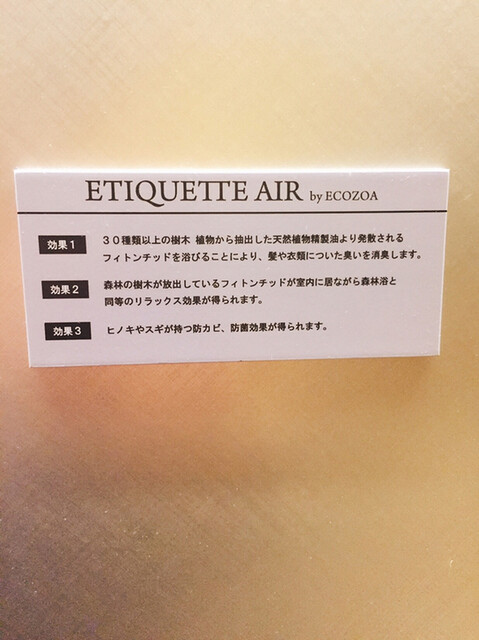 ETIQUETTE AIR by ECOZOA
効果1 30種類以上の樹木 植物から抽出した天然植物精製油より発散される
フィトンチッドを浴びることにより、髪や衣類についた臭いを消臭します。
効果2 森林の樹木が放出しているフィトンチッドが室内に居ながら森林浴と
同等のリラックス効果が得られます。
効果3 ヒノキやスギが持つ防カビ、防菌効果が得られます。